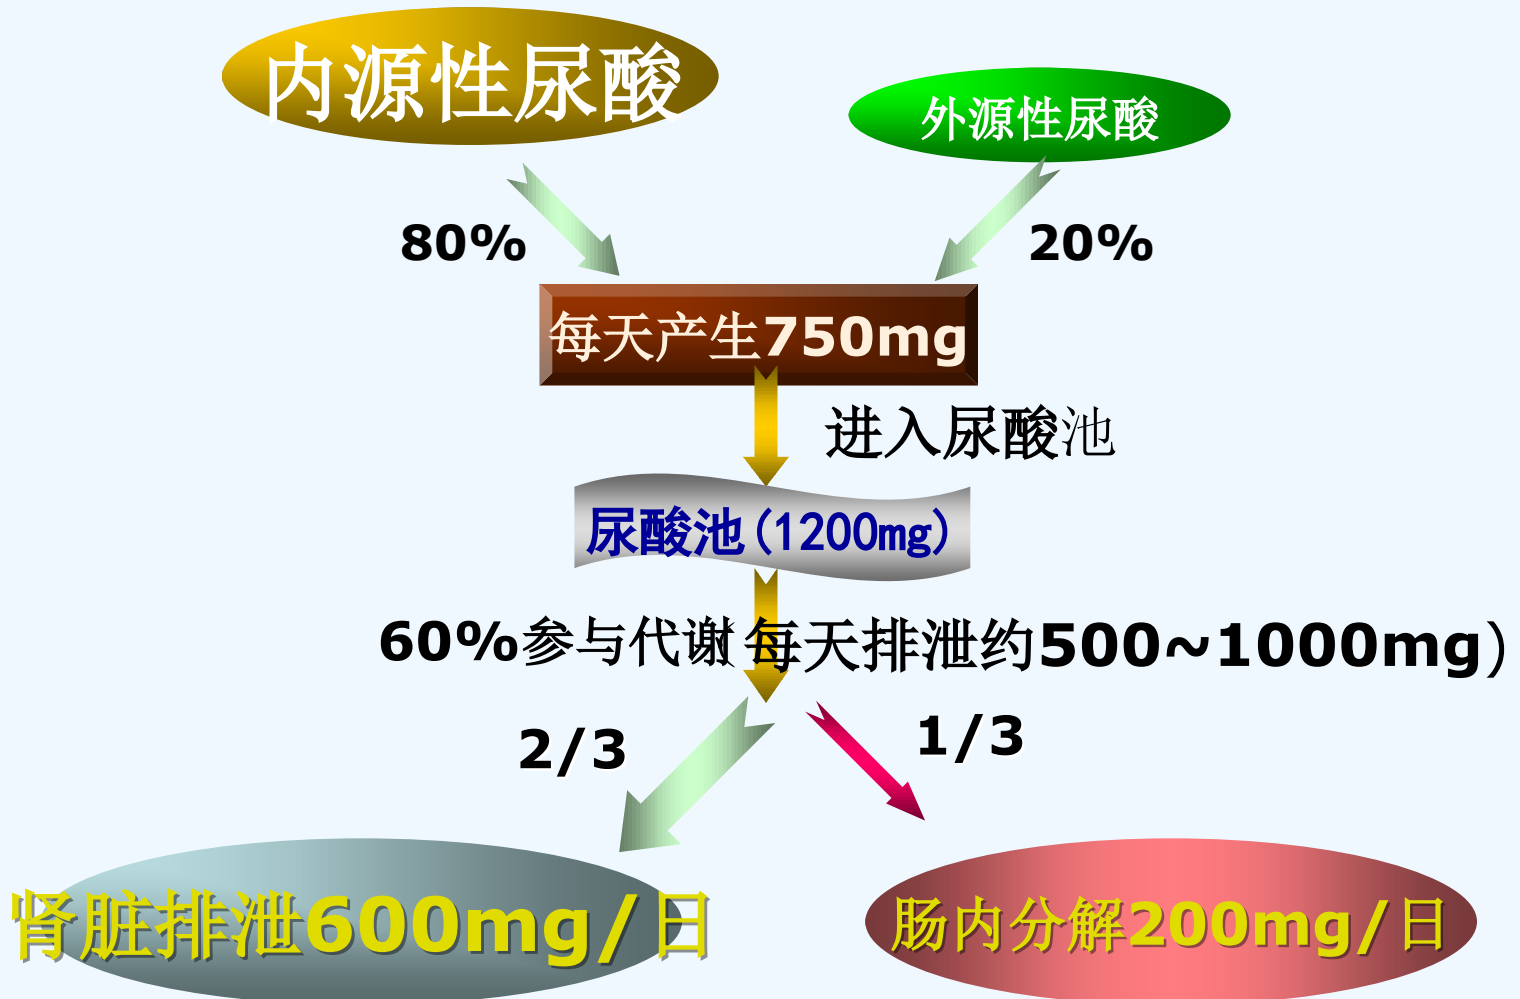 内源性尿酸
外源性尿酸
80%
20%
每天产生750mg
进入尿酸池
尿酸池(1200mg)
60%参与代谢(每天排泄约500~1000mg)
2/3
1/3
肾脏排泄600mg/日
肠内分解200mg/日